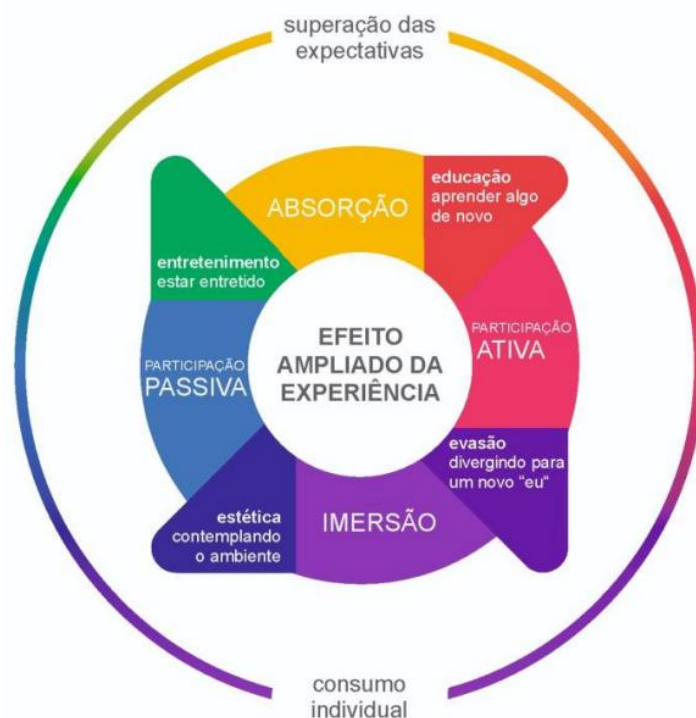 superação das
expectativas
ABSORÇÃO
educação
aprender algo
de novo
entretenimento
estar entretido
EFEITO
AMPLIADO DA
EXPERIÊNCIA
PARTICIPAÇÃO
ATIVA
PARTICIPAÇÃO
PASSIVA
evasão
divergindo para
um novo “eu”
estética
contemplando
o ambiente
IMERSÃO
consumo
individual